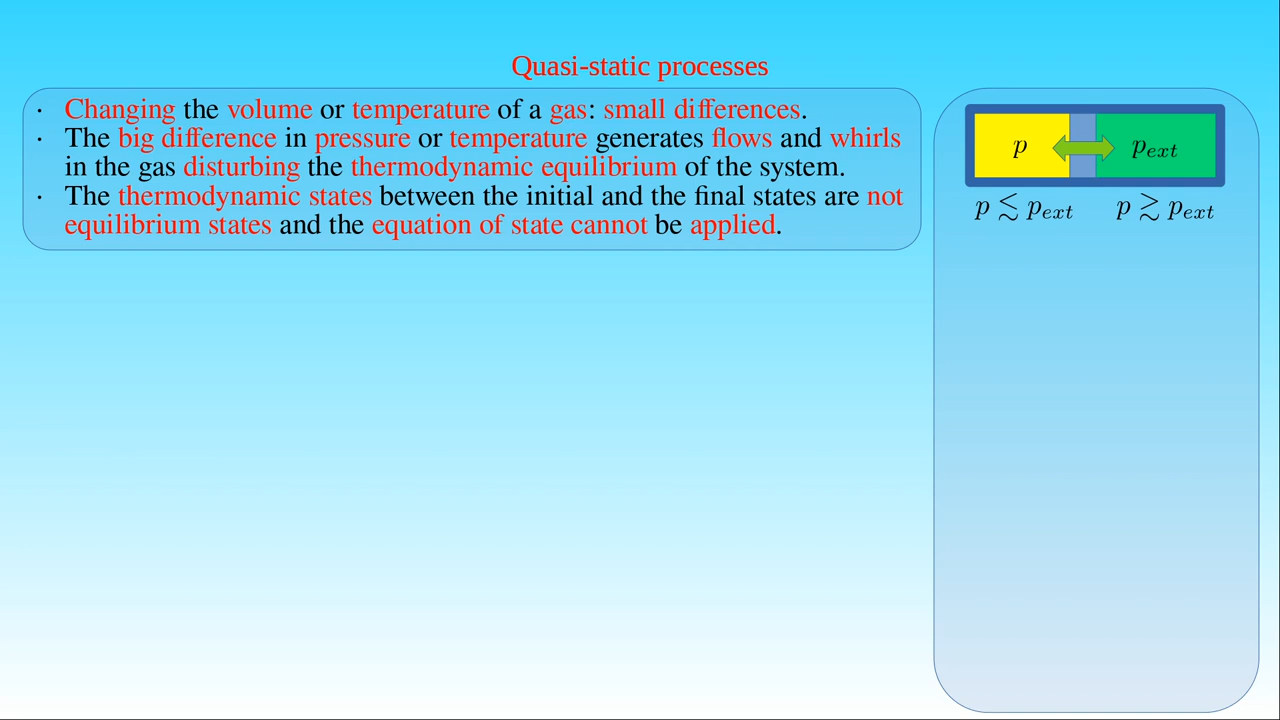 Quasi-static processes
· Changing the volume or temperature of a gas: small differences.
· The big difference in pressure or temperature generates flows and whirls
in the gas disturbing the thermodynamic equilibrium of the system.
· The thermodynamic states between the initial and the final states are not
equilibrium states and the equation of state cannot be applied.
p p_ext
p ≲ p_ext p ≳ p_ext